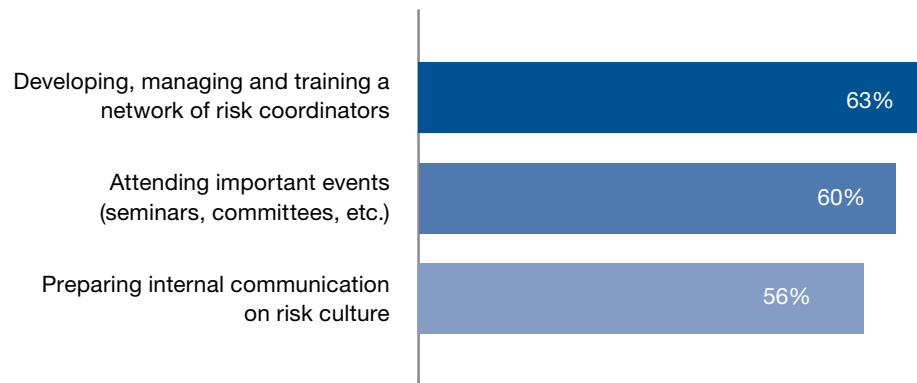 Developing, managing and training a
network of risk coordinators
63%
Attending important events
(seminars, committees, etc.)
60%
Preparing internal communication
on risk culture
56%